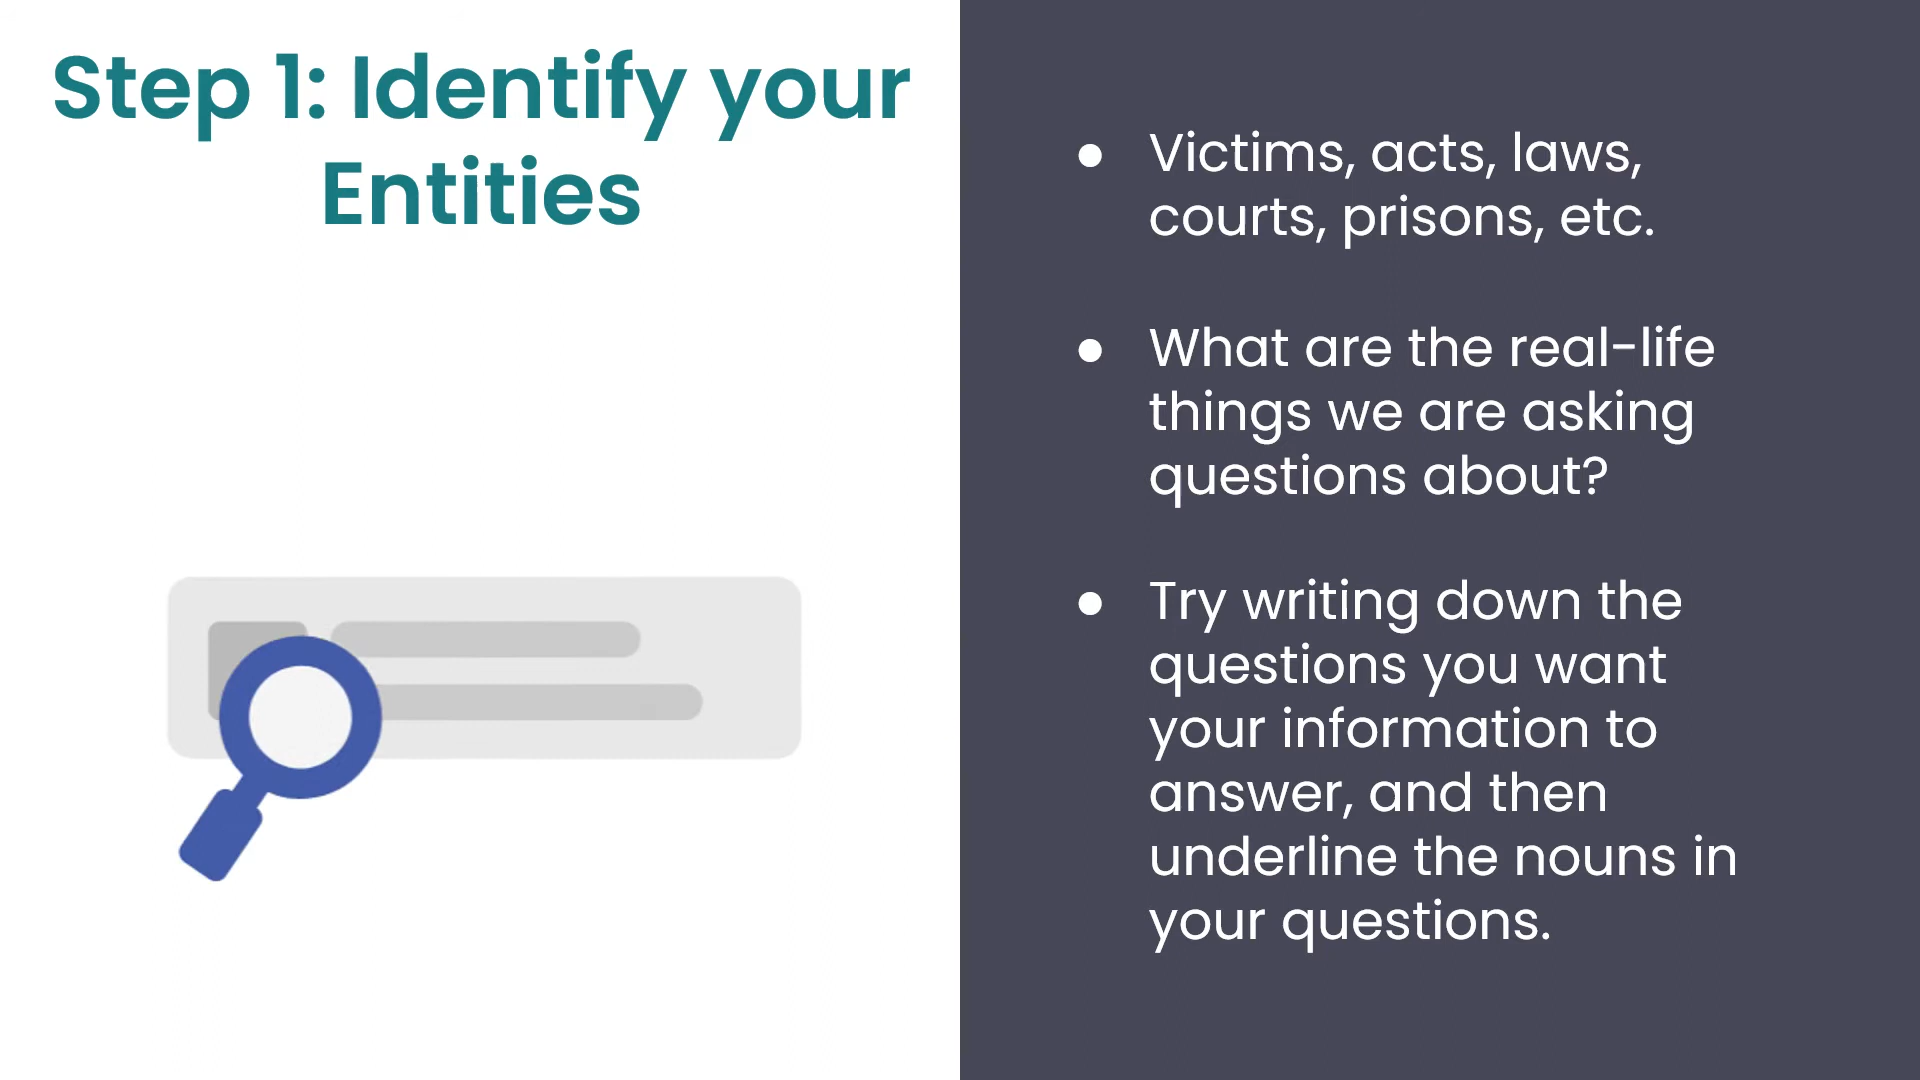 Step 1: Identify your
Entities
● Victims, acts, laws,
courts, prisons, etc.
● What are the real-life
things we are asking
questions about?
● Try writing down the
questions you want
your information to
answer, and then
underline the nouns in
your questions.